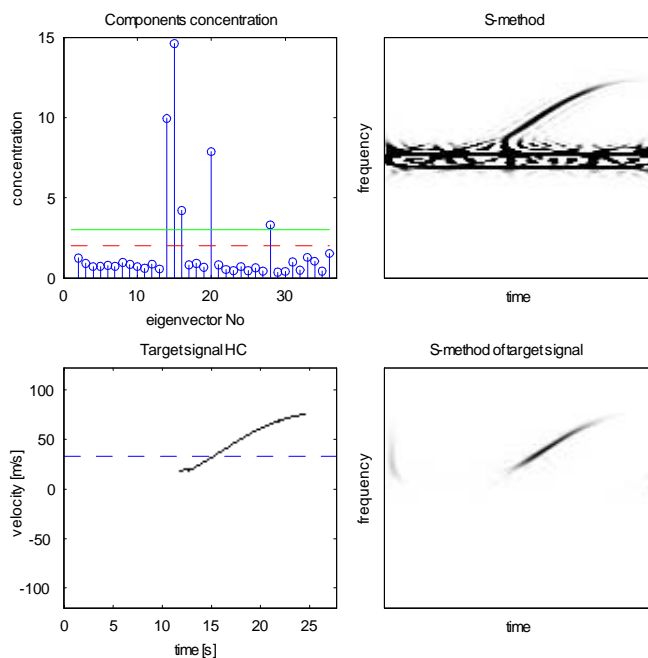 Components concentration
15
10
5
0
concentration
0
10
20
30
eigenvector No
S-method
frequency
time
Target signal HC
100
50
0
-50
-100
velocity [m/s]
0
5
10
15
20
25
time [s]
S-method of target signal
frequency
time